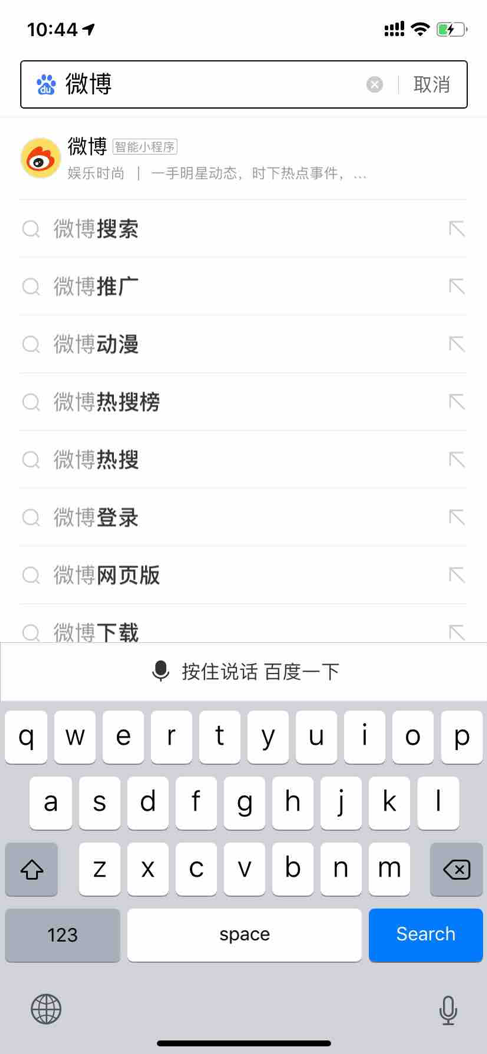 10:44
du 微博 取消
微博 智能小程序
娱乐时尚 | 一手明星动态，时下热点事件，...
微博搜索
微博推广
微博动漫
微博热搜榜
微博热搜
微博登录
微博网页版
微博下载
按住说话 百度一下
q w e r t y u i o p
a s d f g h j k l
z x c v b n m
123 space Search